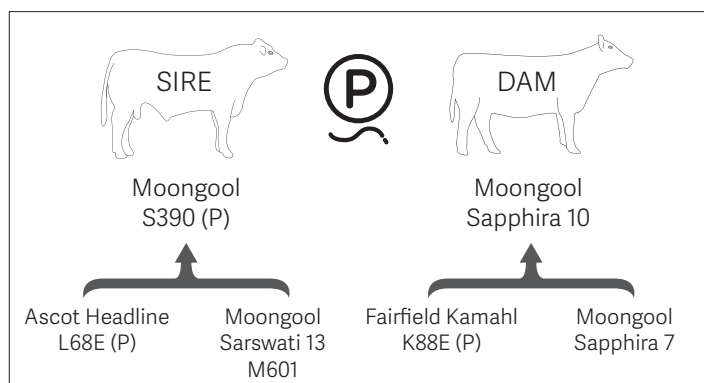 SIRE
P
DAM
Moongool
S390 (P)
Moongool
Sapphira 10
Ascot Headline
L68E (P)
Moongool
Sarswati 13
M601
Fairfield Kamahl
K88E (P)
Moongool
Sapphira 7